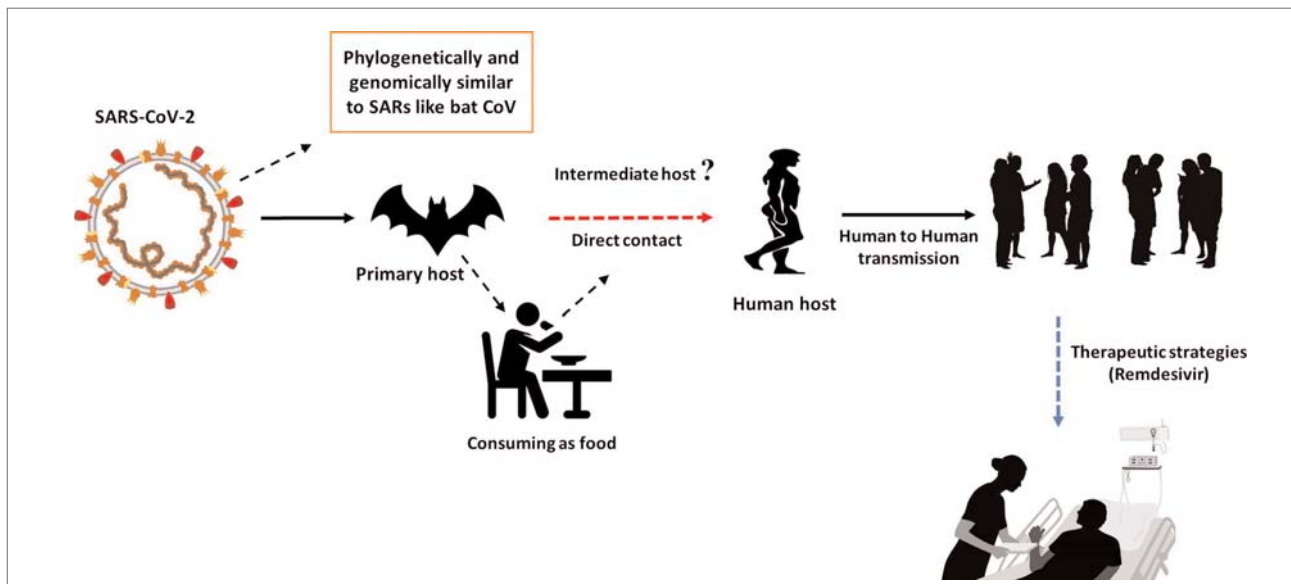 Phylogenetically and
genomically similar
to SARs like bat CoV
SARS-CoV-2
Primary host
Intermediate host ?
Direct contact
Consuming as food
Human host
Human to Human
transmission
Therapeutic strategies
(Remdesivir)